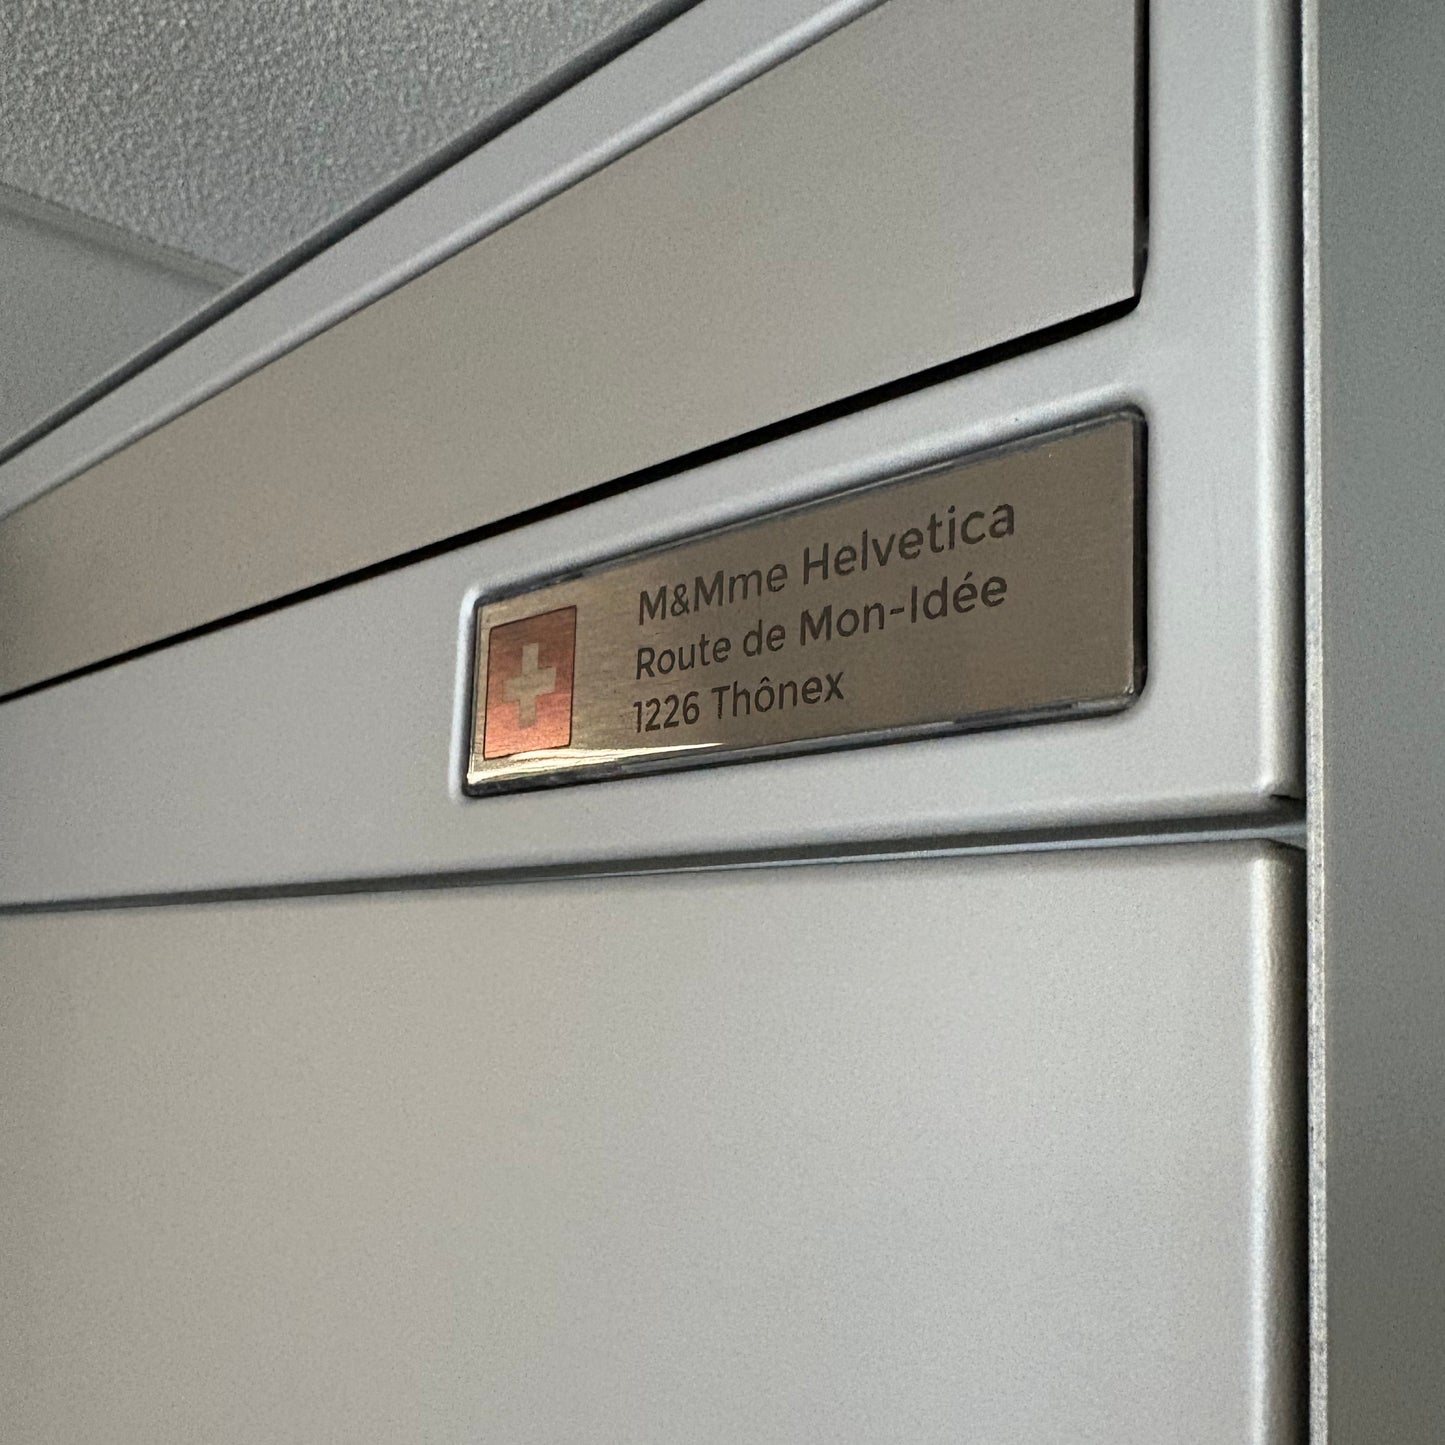 M&Mme Helvetica
Route de Mon-Idée
1226 Thônex